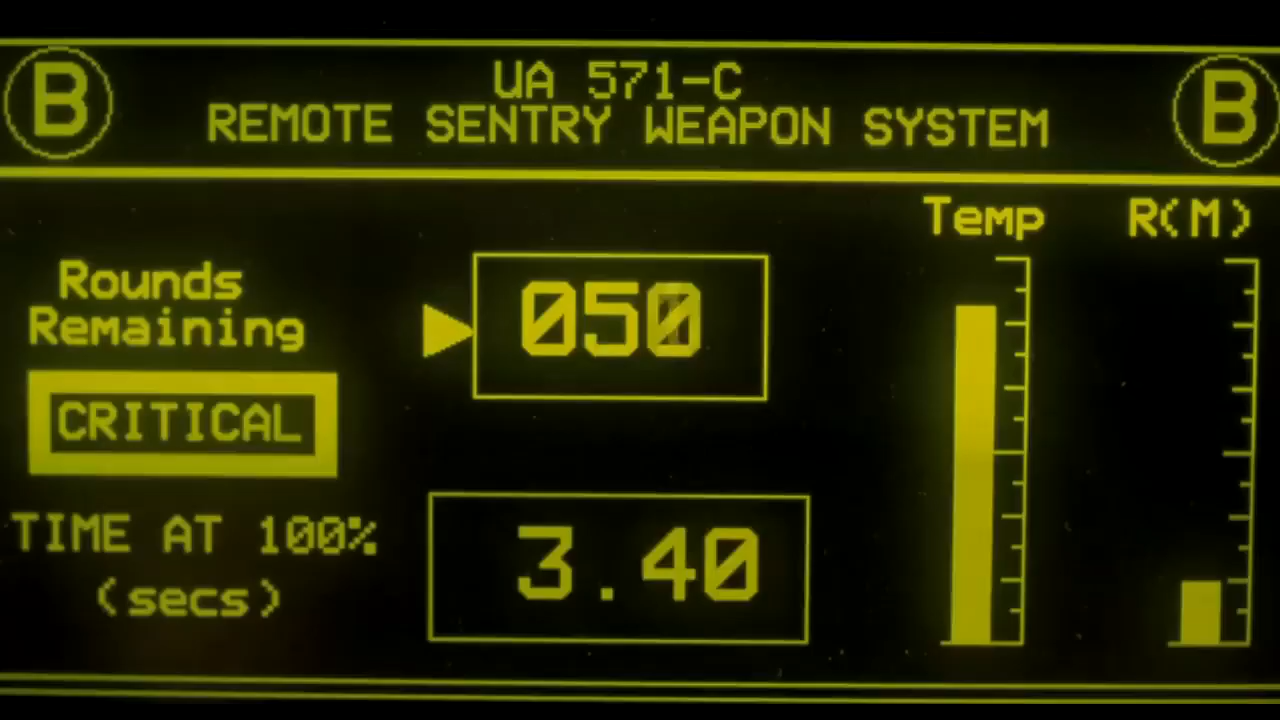 B
UA 571-C
B
REMOTE SENTRY WEAPON SYSTEM
Temp
R(M)
Rounds
Remaining
050
CRITICAL
TIME AT 100%
(secs)
3.40